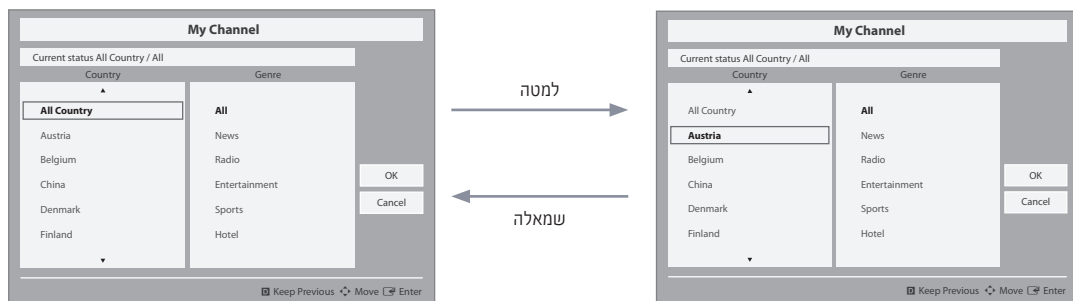 My Channel
Current status All Country / All
Country Genre
All Country All
Austria News
Belgium Radio
China Entertainment
Denmark Sports
Finland Hotel
OK
Cancel
D Keep Previous Move Enter
למטה
שמאלה
My Channel
Current status All Country / All
Country Genre
All Country All
Austria News
Belgium Radio
China Entertainment
Denmark Sports
Finland Hotel
OK
Cancel
D Keep Previous Move Enter